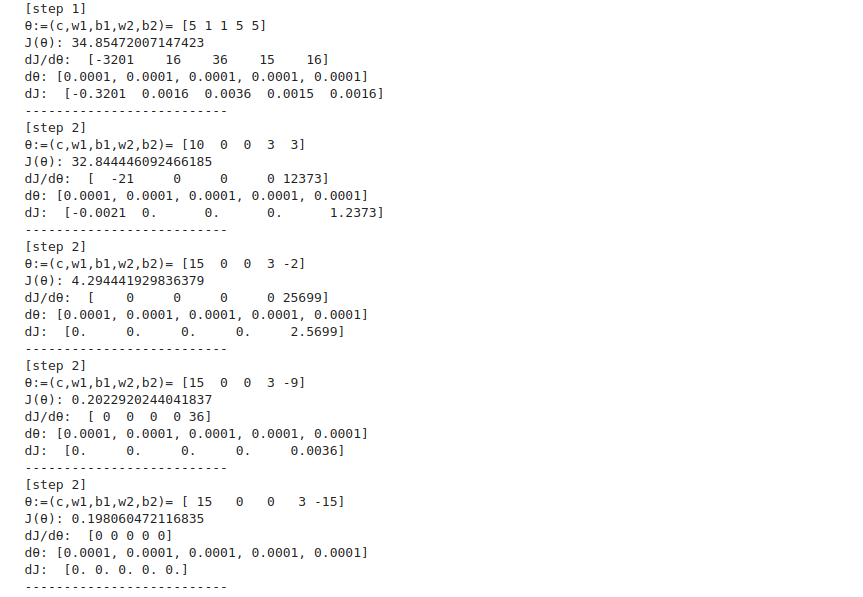 [step 1]
θ:=(c,w1,b1,w2,b2)= [5 1 1 5 5]
J(θ): 34.85472007147423
dJ/dθ:  [-3201    16    36    15    16]
dθ: [0.0001, 0.0001, 0.0001, 0.0001, 0.0001]
dJ:  [-0.3201  0.0016  0.0036  0.0015  0.0016]
--------------------------
[step 2]
θ:=(c,w1,b1,w2,b2)= [10  0  0  3  3]
J(θ): 32.844446092466185
dJ/dθ:  [  -21     0     0     0 12373]
dθ: [0.0001, 0.0001, 0.0001, 0.0001, 0.0001]
dJ:  [-0.0021  0.      0.      0.      1.2373]
--------------------------
[step 2]
θ:=(c,w1,b1,w2,b2)= [15  0  0  3 -2]
J(θ): 4.294441929836379
dJ/dθ:  [    0     0     0     0 25699]
dθ: [0.0001, 0.0001, 0.0001, 0.0001, 0.0001]
dJ:  [0.     0.     0.     0.     2.5699]
--------------------------
[step 2]
θ:=(c,w1,b1,w2,b2)= [15  0  0  3 -9]
J(θ): 0.2022920244041837
dJ/dθ:  [ 0  0  0  0 36]
dθ: [0.0001, 0.0001, 0.0001, 0.0001, 0.0001]
dJ:  [0.     0.     0.     0.     0.0036]
--------------------------
[step 2]
θ:=(c,w1,b1,w2,b2)= [ 15   0   0   3 -15]
J(θ): 0.198060472116835
dJ/dθ:  [0 0 0 0 0]
dθ: [0.0001, 0.0001, 0.0001, 0.0001, 0.0001]
dJ:  [0. 0. 0. 0. 0.]
--------------------------